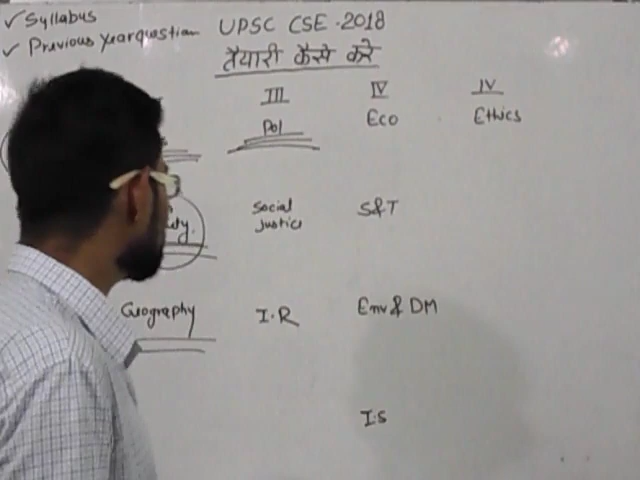 ✓ Syllabus
✓ Previous Year question
UPSC CSE-2018
तैयारी कैसे करे
III
IV
IV
Pol
Eco
Ethics
Social
Justice
S&T
Geography
I.R
Env & DM
I.S